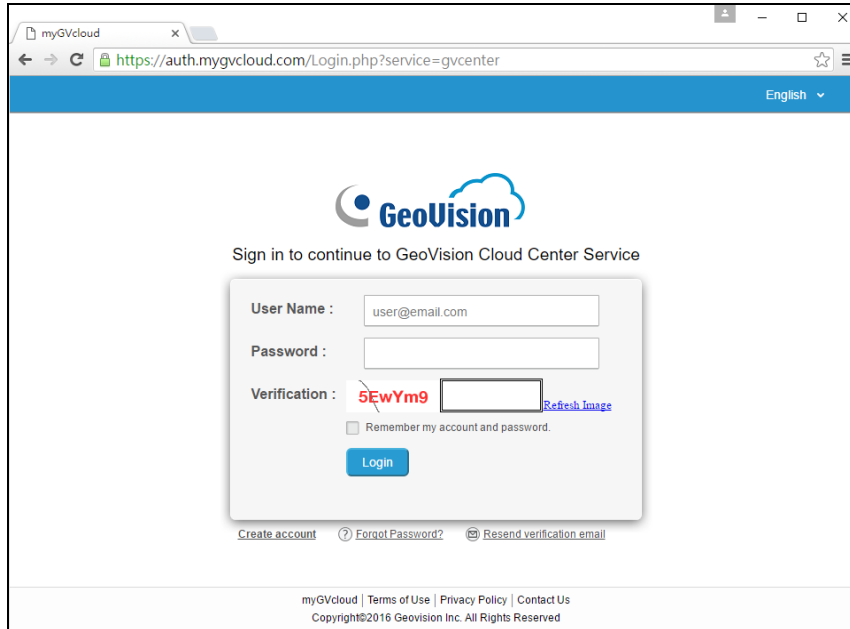 myGVcloud
https://auth.mygvcloud.com/Login.php?service=gvcenter
English
GeoVision
Sign in to continue to GeoVision Cloud Center Service
User Name :
user@email.com
Password :
Verification :
5EwYm9
Refresh Image
Remember my account and password.
Login
Create account
? Forgot Password?
Resend verification email
myGVcloud | Terms of Use | Privacy Policy | Contact Us
Copyright©2016 Geovision Inc. All Rights Reserved